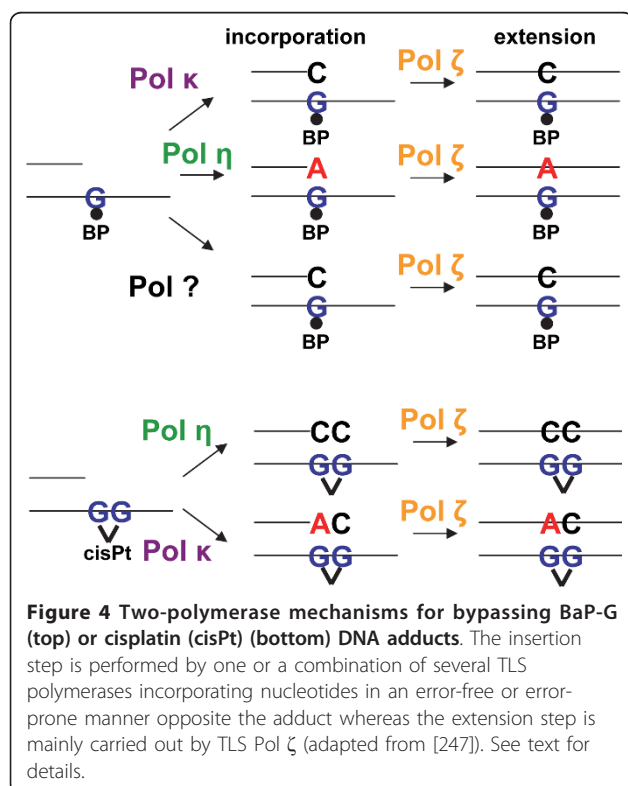 incorporation extension
C Pol ζ C
Pol κ
G G
BP BP
Pol η A Pol ζ A
G G G
BP BP BP
C Pol ζ C
Pol ?
G G
BP BP
Pol η CC Pol ζ CC
GG GG
GG AC Pol ζ AC
cisPt Pol κ GG GG
Figure 4 Two-polymerase mechanisms for bypassing BaP-G
(top) or cisplatin (cisPt) (bottom) DNA adducts. The insertion
step is performed by one or a combination of several TLS
polymerases incorporating nucleotides in an error-free or error-
prone manner opposite the adduct whereas the extension step is
mainly carried out by TLS Pol ζ (adapted from [247]). See text for
details.